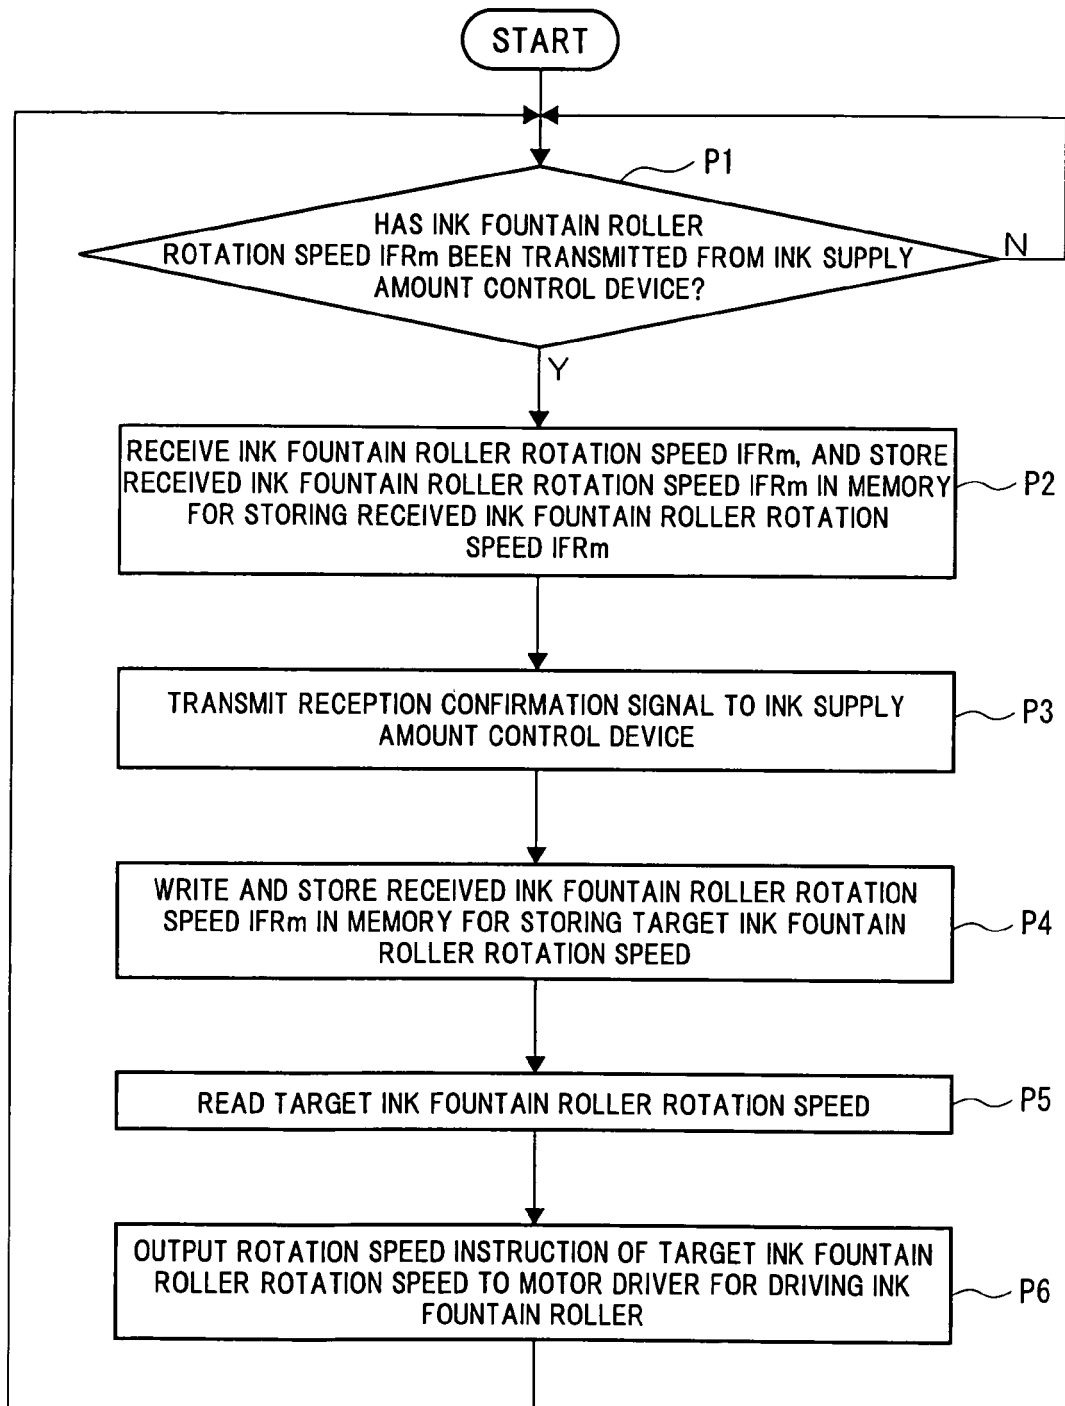 START
P1
HAS INK FOUNTAIN ROLLER
ROTATION SPEED IFRm BEEN TRANSMITTED FROM INK SUPPLY
AMOUNT CONTROL DEVICE?
N
Y
RECEIVE INK FOUNTAIN ROLLER ROTATION SPEED IFRm, AND STORE
RECEIVED INK FOUNTAIN ROLLER ROTATION SPEED IFRm IN MEMORY
FOR STORING RECEIVED INK FOUNTAIN ROLLER ROTATION
SPEED IFRm
P2
TRANSMIT RECEPTION CONFIRMATION SIGNAL TO INK SUPPLY
AMOUNT CONTROL DEVICE
P3
WRITE AND STORE RECEIVED INK FOUNTAIN ROLLER ROTATION
SPEED IFRm IN MEMORY FOR STORING TARGET INK FOUNTAIN
ROLLER ROTATION SPEED
P4
READ TARGET INK FOUNTAIN ROLLER ROTATION SPEED
P5
OUTPUT ROTATION SPEED INSTRUCTION OF TARGET INK FOUNTAIN
ROLLER ROTATION SPEED TO MOTOR DRIVER FOR DRIVING INK
FOUNTAIN ROLLER
P6